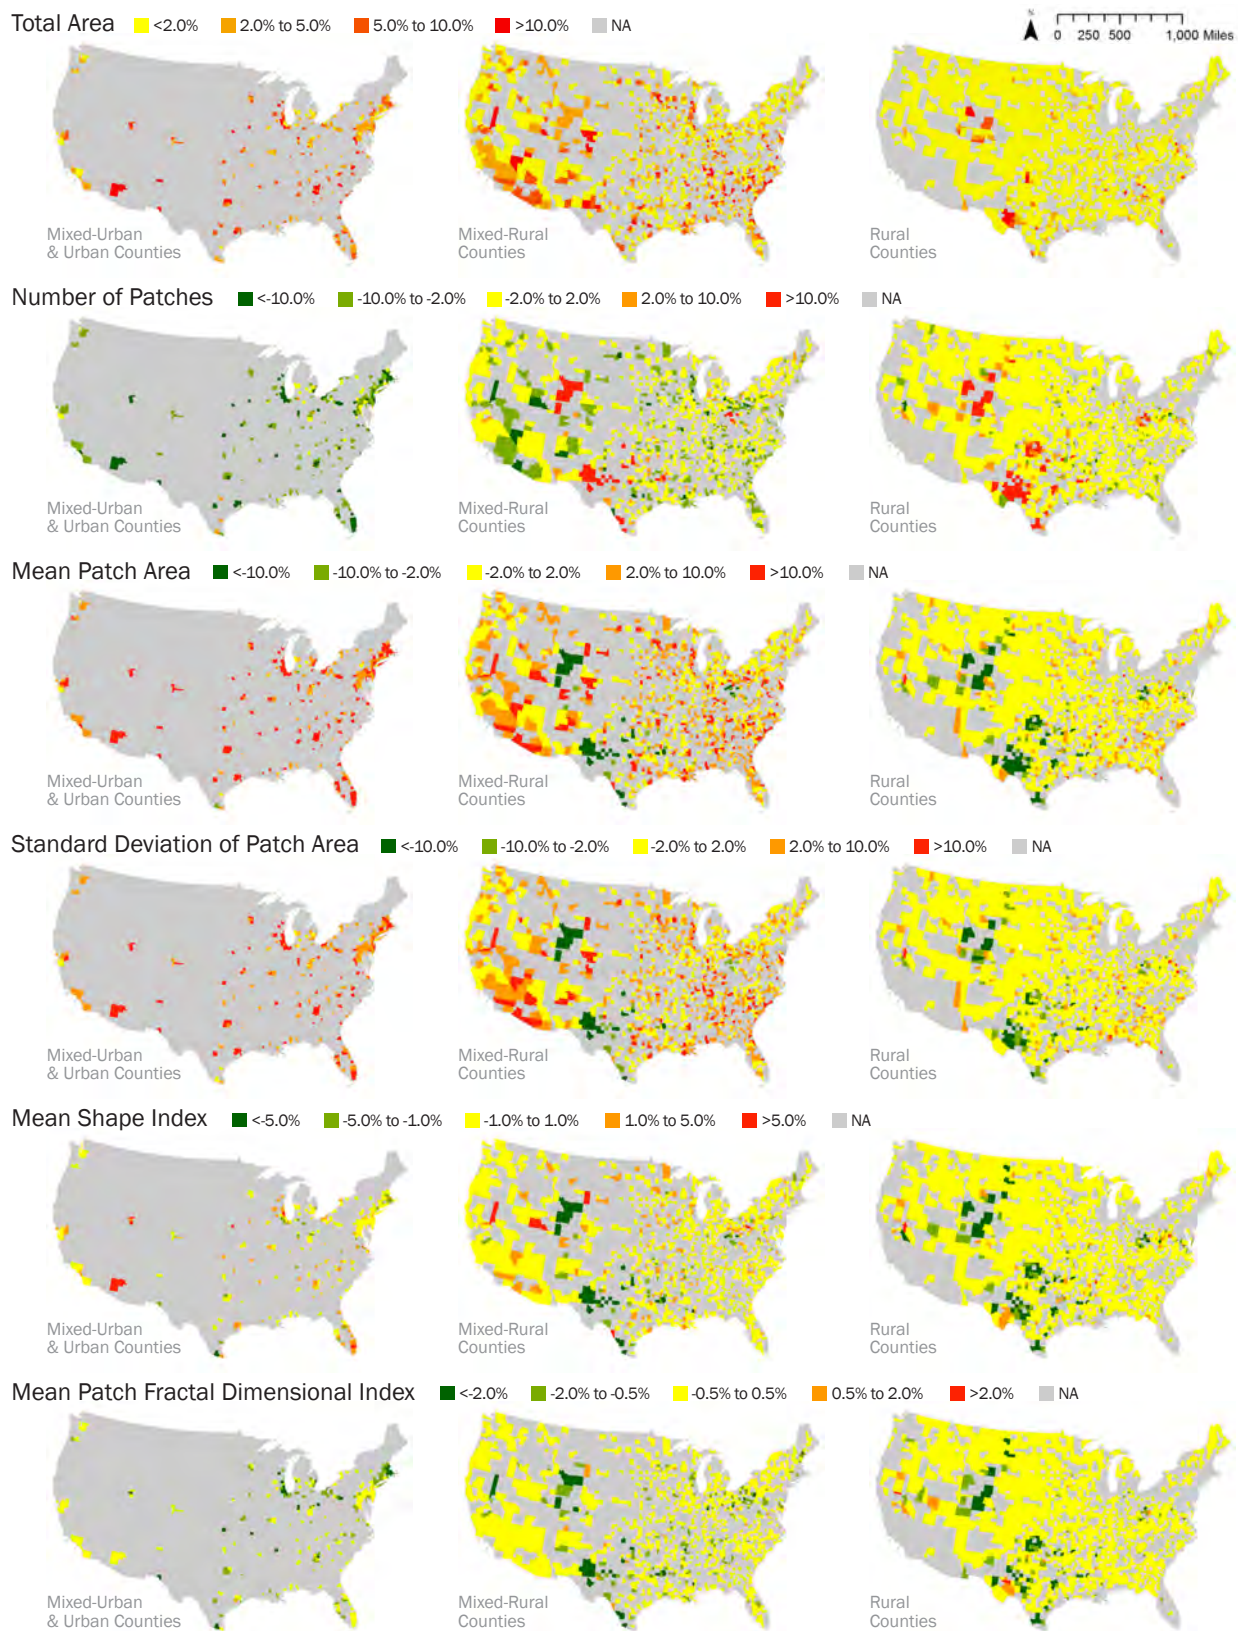 Total Area <2.0% 2.0% to 5.0% 5.0% to 10.0% >10.0% NA
N
0 250 500 1,000 Miles
Mixed-Urban
& Urban Counties
Mixed-Rural
Counties
Rural
Counties
Number of Patches <-10.0% -10.0% to -2.0% -2.0% to 2.0% 2.0% to 10.0% >10.0% NA
Mixed-Urban
& Urban Counties
Mixed-Rural
Counties
Rural
Counties
Mean Patch Area <-10.0% -10.0% to -2.0% -2.0% to 2.0% 2.0% to 10.0% >10.0% NA
Mixed-Urban
& Urban Counties
Mixed-Rural
Counties
Rural
Counties
Standard Deviation of Patch Area <-10.0% -10.0% to -2.0% -2.0% to 2.0% 2.0% to 10.0% >10.0% NA
Mixed-Urban
& Urban Counties
Mixed-Rural
Counties
Rural
Counties
Mean Shape Index <-5.0% -5.0% to -1.0% -1.0% to 1.0% 1.0% to 5.0% >5.0% NA
Mixed-Urban
& Urban Counties
Mixed-Rural
Counties
Rural
Counties
Mean Patch Fractal Dimensional Index <-2.0% -2.0% to -0.5% -0.5% to 0.5% 0.5% to 2.0% >2.0% NA
Mixed-Urban
& Urban Counties
Mixed-Rural
Counties
Rural
Counties